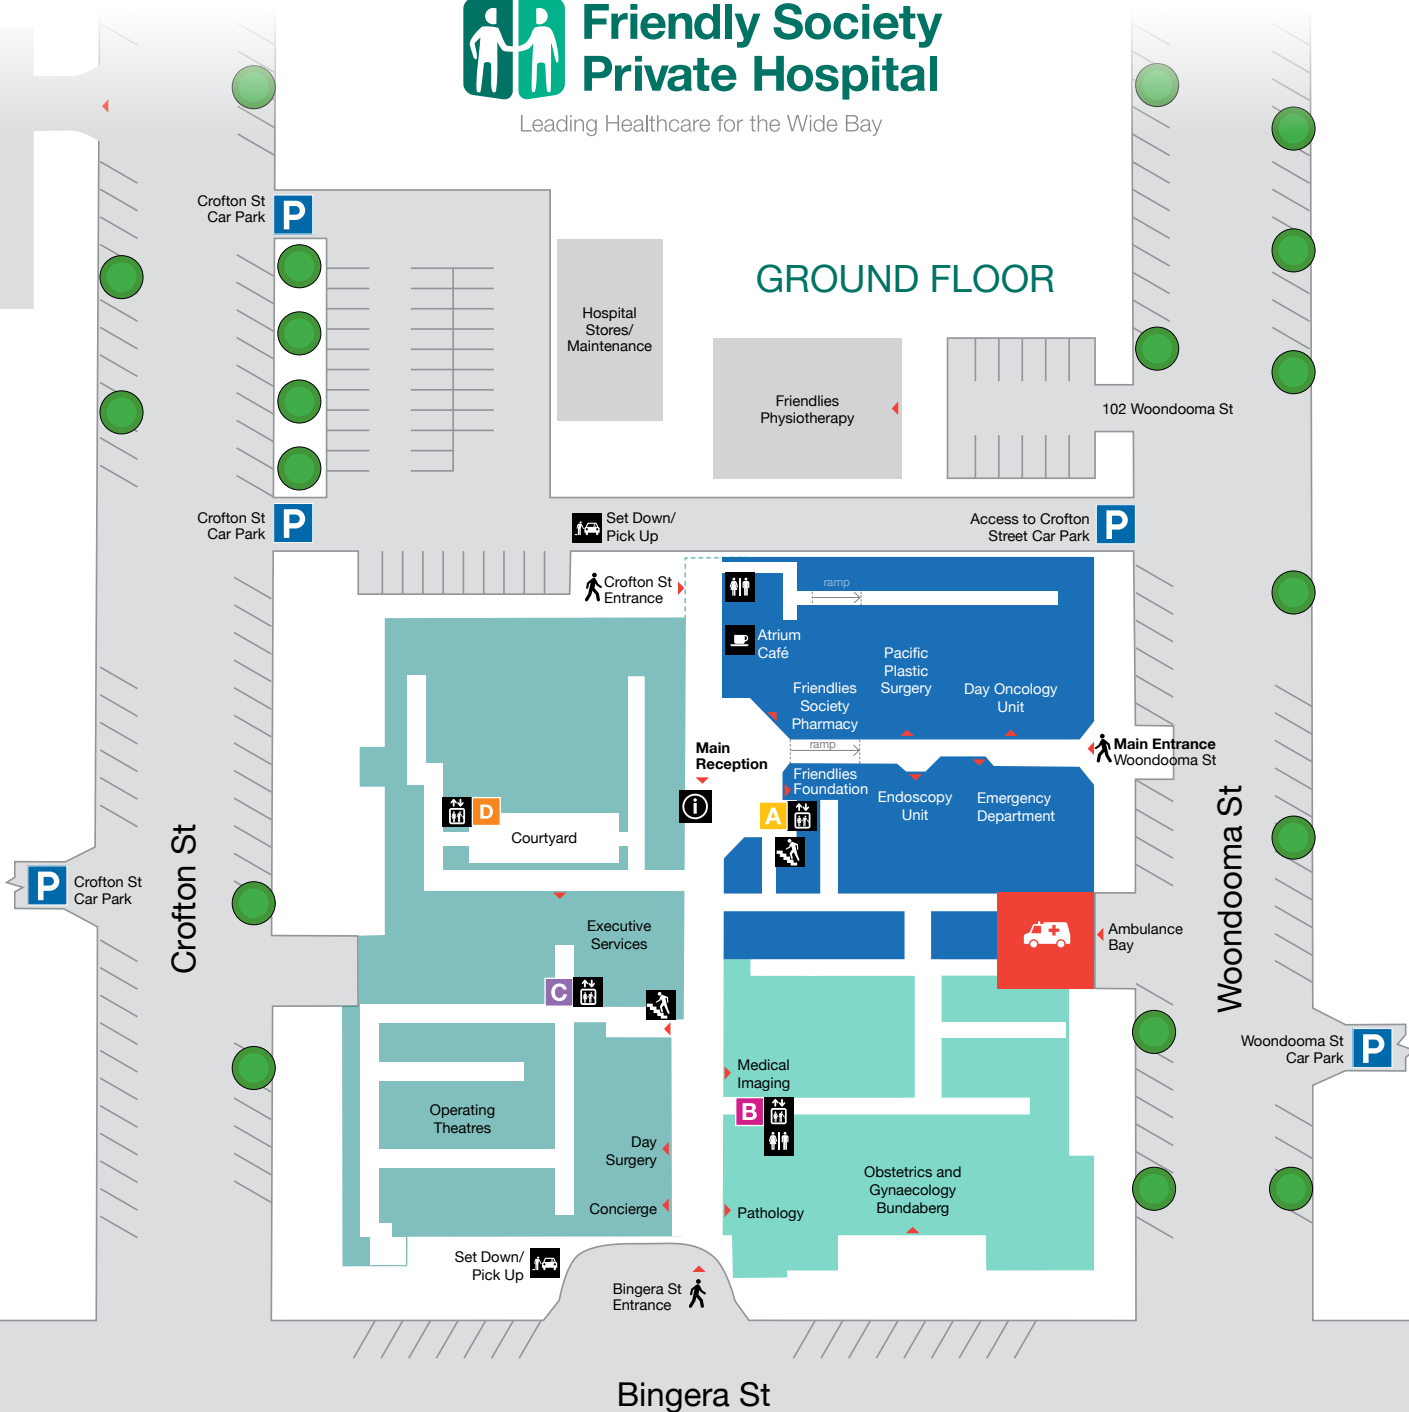 Friendly Society
Private Hospital
Leading Healthcare for the Wide Bay
Crofton St
Car Park
P
GROUND FLOOR
Hospital
Stores/
Maintenance
Friendlies
Physiotherapy
102 Woondooma St
Crofton St
Car Park
P
Set Down/
Pick Up
Access to Crofton
Street Car Park
P
Crofton St
Entrance
ramp
Atrium
Café
Pacific
Plastic
Surgery
Friendlies
Society
Pharmacy
Day Oncology
Unit
Main
Reception
ramp
Main Entrance
Woondooma St
Friendlies
Foundation
Endoscopy
Unit
Emergency
Department
D
A
i
Courtyard
Crofton St
Woondooma St
P
Crofton St
Car Park
Executive
Services
Ambulance
Bay
C
Woondooma St
Car Park
P
Medical
Imaging
B
Operating
Theatres
Day
Surgery
Obstetrics and
Gynaecology
Bundaberg
Concierge
Pathology
Set Down/
Pick Up
Bingera St
Entrance
Bingera St